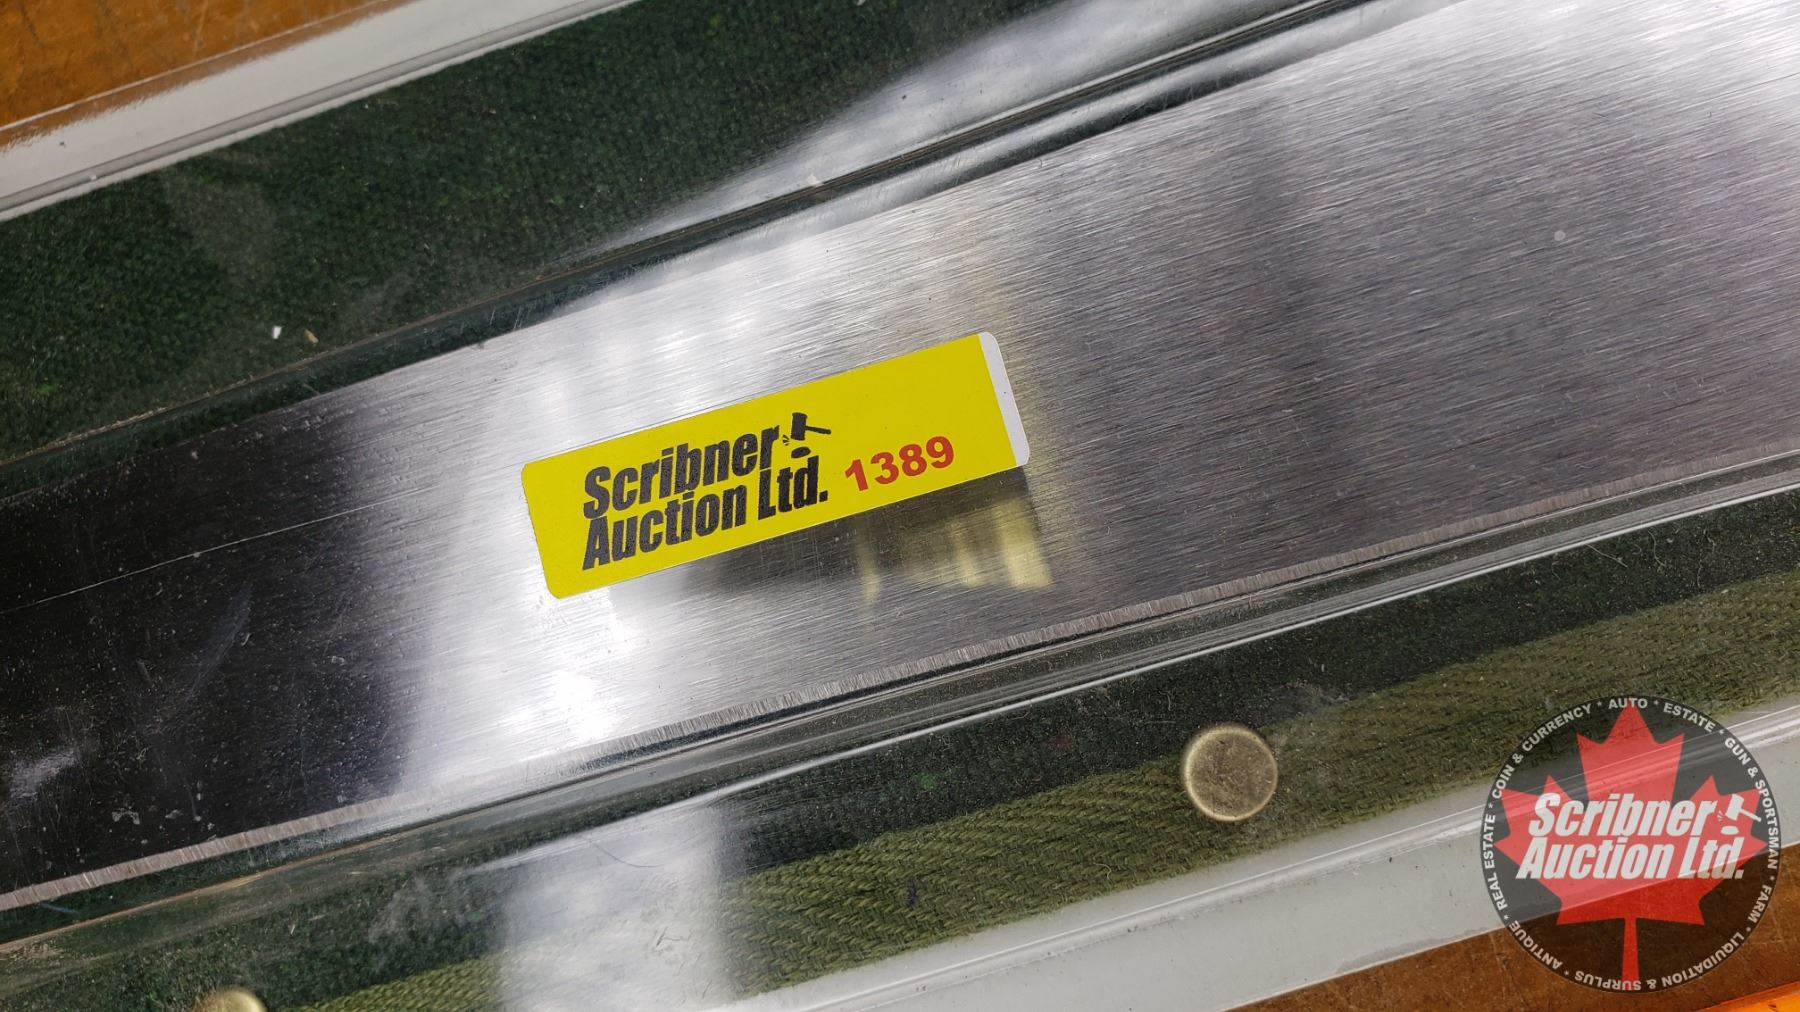 Scribner
Auction Ltd.
1389
COIN & CURRENCY * AUTO * ESTATE * GUN & SPORTSMAN * FARM * LIQUIDATION & SURPLUS * ANTIQUE * REAL ESTATE *
Scribner
Auction Ltd.